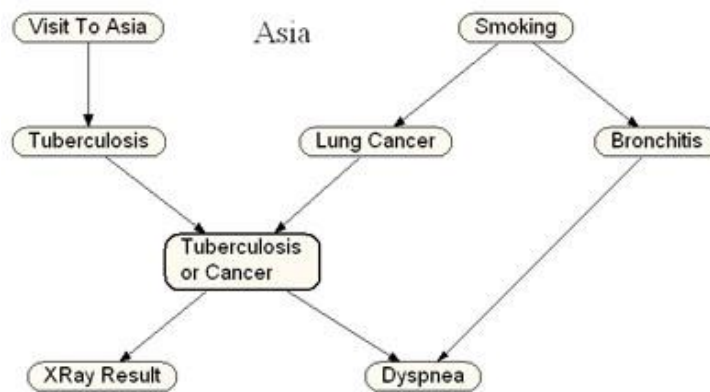 Visit To Asia
Asia
Smoking
Tuberculosis
Lung Cancer
Bronchitis
Tuberculosis
or Cancer
XRay Result
Dyspnea